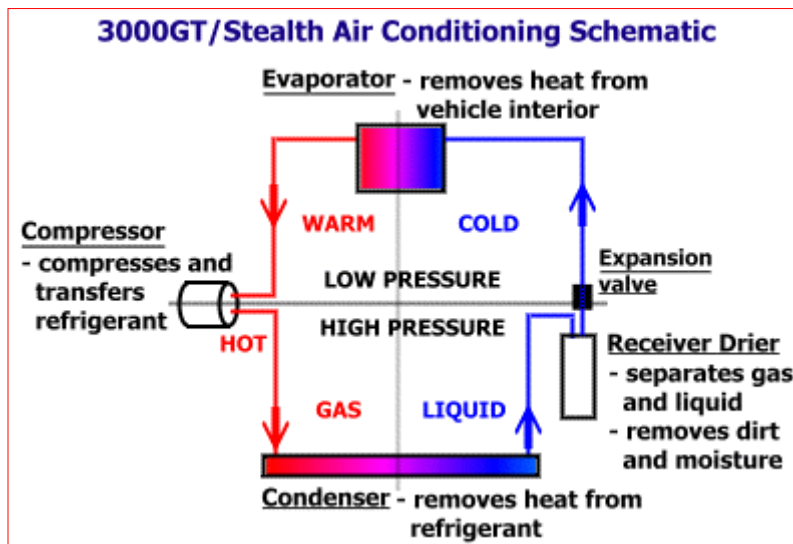 3000GT/Stealth Air Conditioning Schematic
Evaporator - removes heat from
vehicle interior
WARM
COLD
Compressor
- compresses and
transfers
refrigerant
LOW PRESSURE
HIGH PRESSURE
Expansion
valve
HOT
Receiver Drier
- separates gas
and liquid
- removes dirt
and moisture
GAS
LIQUID
Condenser - removes heat from
refrigerant